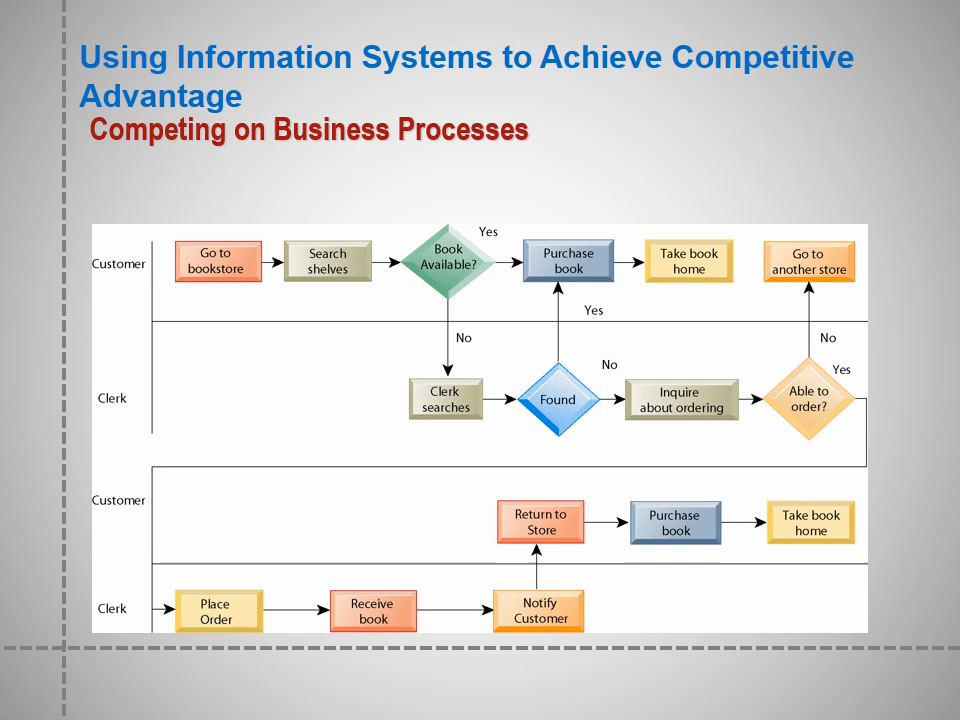 Using Information Systems to Achieve Competitive
Advantage
Competing on Business Processes
Customer
Go to
bookstore
Search
shelves
Book
Available?
Yes
Purchase
book
Take book
home
Go to
another store
Yes
No
No
No
Yes
Clerk
Clerk
searches
Found
Inquire
about ordering
Able to
order?
Customer
Return to
Store
Purchase
book
Take book
home
Clerk
Place
Order
Receive
book
Notify
Customer